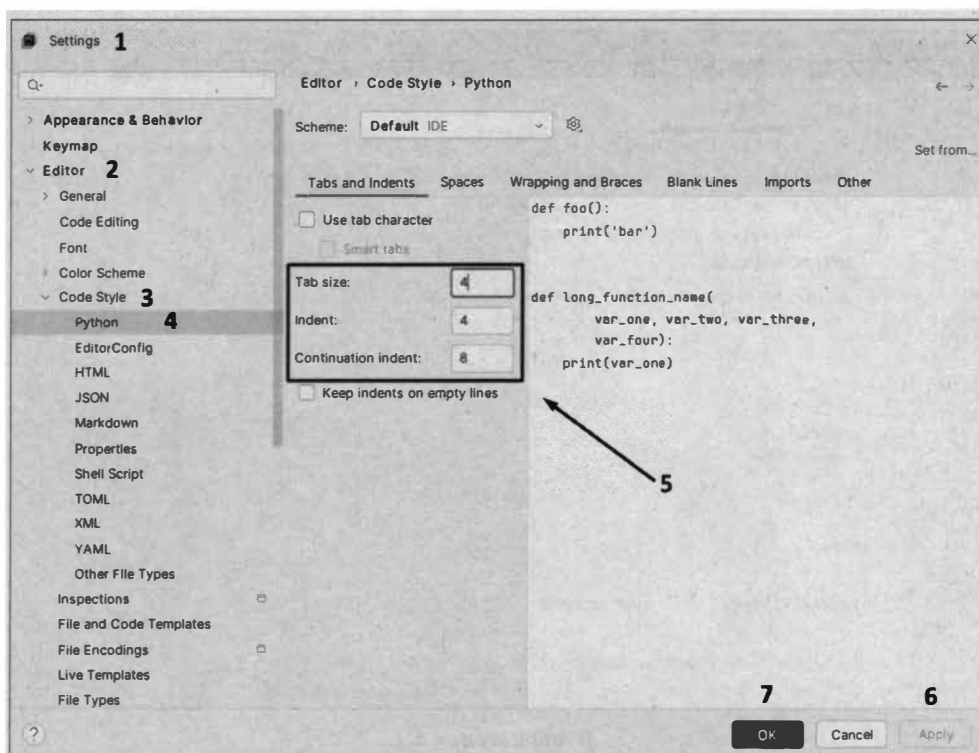 Settings 1
Editor › Code Style › Python
Appearance & Behavior
Keymap
Editor 2
General
Code Editing
Font
Color Scheme
Code Style 3
Python 4
EditorConfig
HTML
JSON
Markdown
Properties
Shell Script
TOML
XML
YAML
Other File Types
Inspections
File and Code Templates
File Encodings
Live Templates
File Types
Scheme: Default IDE
Set from...
Tabs and Indents Spaces Wrapping and Braces Blank Lines Imports Other
Use tab character
Smart tabs
Tab size: 4
Indent: 4
Continuation indent: 8
Keep indents on empty lines
def foo():
    print('bar')
def long_function_name(
        var_one, var_two, var_three,
        var_four):
    print(var_one)
5
7 6
? OK Cancel Apply